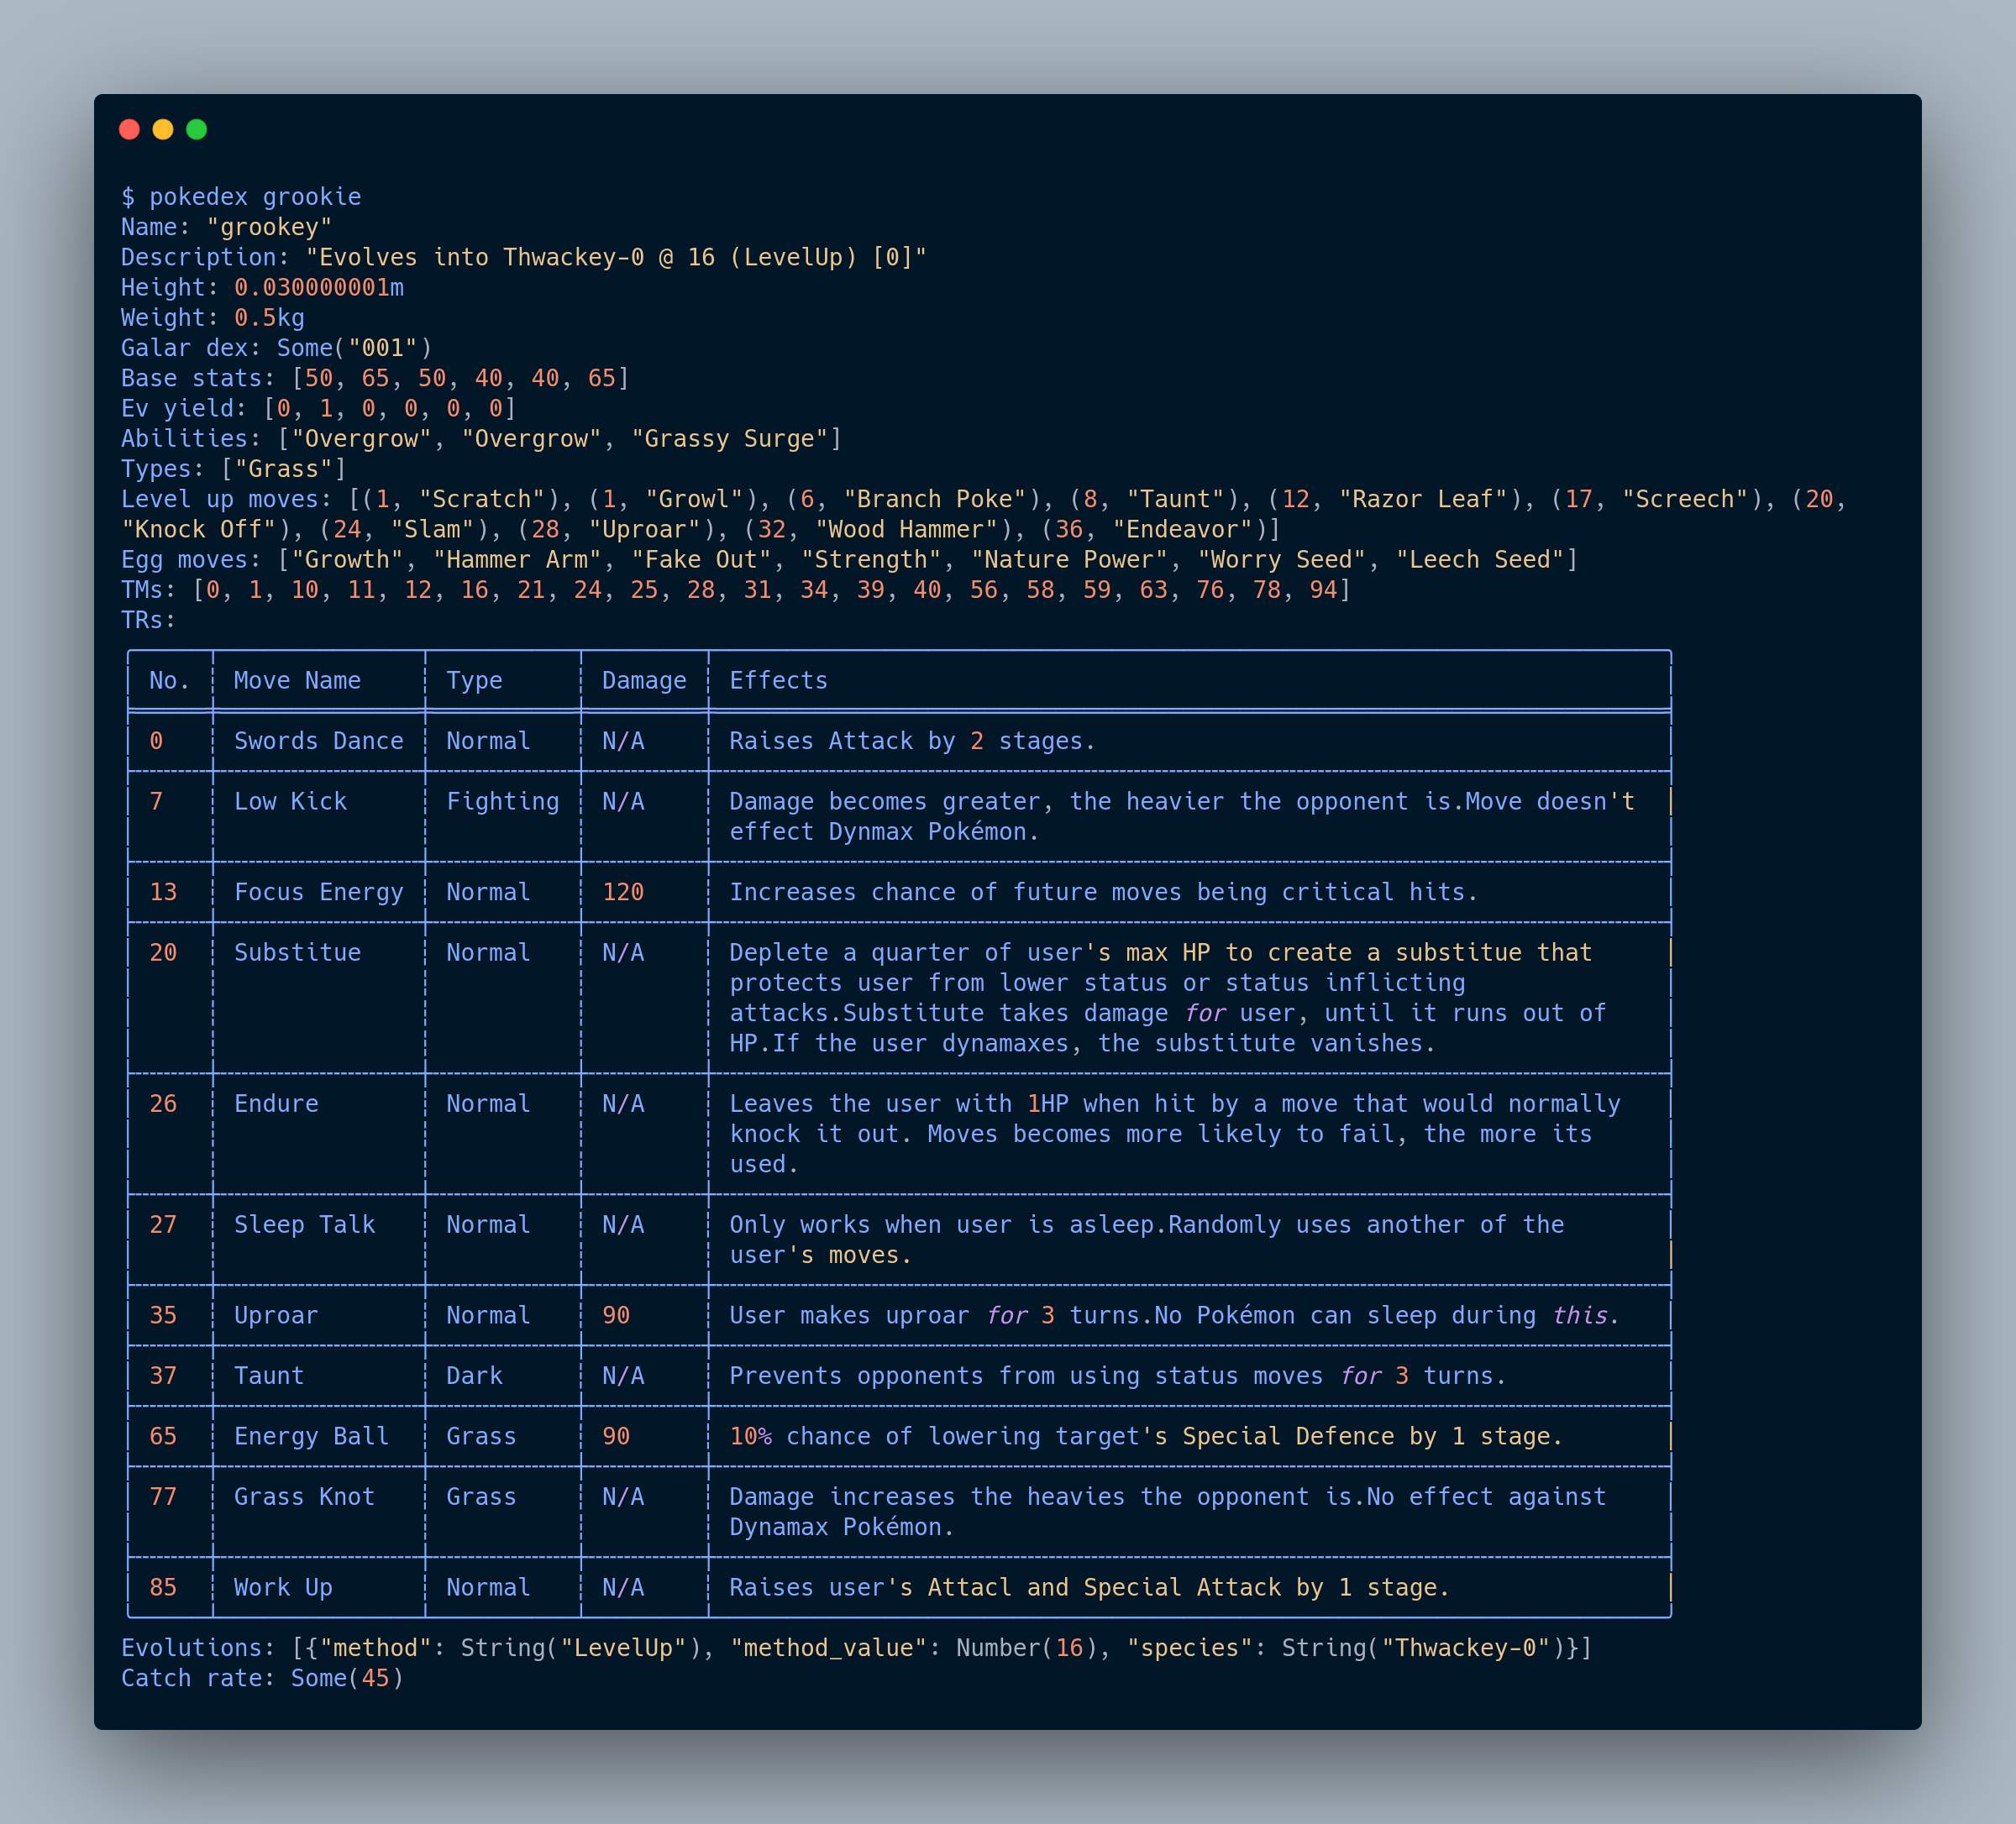 $ pokedex grookie
Name: "grookey"
Description: "Evolves into Thwackey-0 @ 16 (LevelUp) [0]"
Height: 0.030000001m
Weight: 0.5kg
Galar dex: Some("001")
Base stats: [50, 65, 50, 40, 40, 65]
Ev yield: [0, 1, 0, 0, 0, 0]
Abilities: ["Overgrow", "Overgrow", "Grassy Surge"]
Types: ["Grass"]
Level up moves: [(1, "Scratch"), (1, "Growl"), (6, "Branch Poke"), (8, "Taunt"), (12, "Razor Leaf"), (17, "Screech"), (20,
"Knock Off"), (24, "Slam"), (28, "Uproar"), (32, "Wood Hammer"), (36, "Endeavor")]
Egg moves: ["Growth", "Hammer Arm", "Fake Out", "Strength", "Nature Power", "Worry Seed", "Leech Seed"]
TMs: [0, 1, 10, 11, 12, 16, 21, 24, 25, 28, 31, 34, 39, 40, 56, 58, 59, 63, 76, 78, 94]
TRs:
No. Move Name Type Damage Effects
0 Swords Dance Normal N/A Raises Attack by 2 stages.
7 Low Kick Fighting N/A Damage becomes greater, the heavier the opponent is.Move doesn't
effect Dynmax Pokémon.
13 Focus Energy Normal 120 Increases chance of future moves being critical hits.
20 Substitue Normal N/A Deplete a quarter of user's max HP to create a substitue that
protects user from lower status or status inflicting
attacks.Substitute takes damage for user, until it runs out of
HP.If the user dynamaxes, the substitute vanishes.
26 Endure Normal N/A Leaves the user with 1HP when hit by a move that would normally
knock it out. Moves becomes more likely to fail, the more its
used.
27 Sleep Talk Normal N/A Only works when user is asleep.Randomly uses another of the
user's moves.
35 Uproar Normal 90 User makes uproar for 3 turns.No Pokémon can sleep during this.
37 Taunt Dark N/A Prevents opponents from using status moves for 3 turns.
65 Energy Ball Grass 90 10% chance of lowering target's Special Defence by 1 stage.
77 Grass Knot Grass N/A Damage increases the heavies the opponent is.No effect against
Dynamax Pokémon.
85 Work Up Normal N/A Raises user's Attacl and Special Attack by 1 stage.
Evolutions: [{"method": String("LevelUp"), "method_value": Number(16), "species": String("Thwackey-0")}]
Catch rate: Some(45)